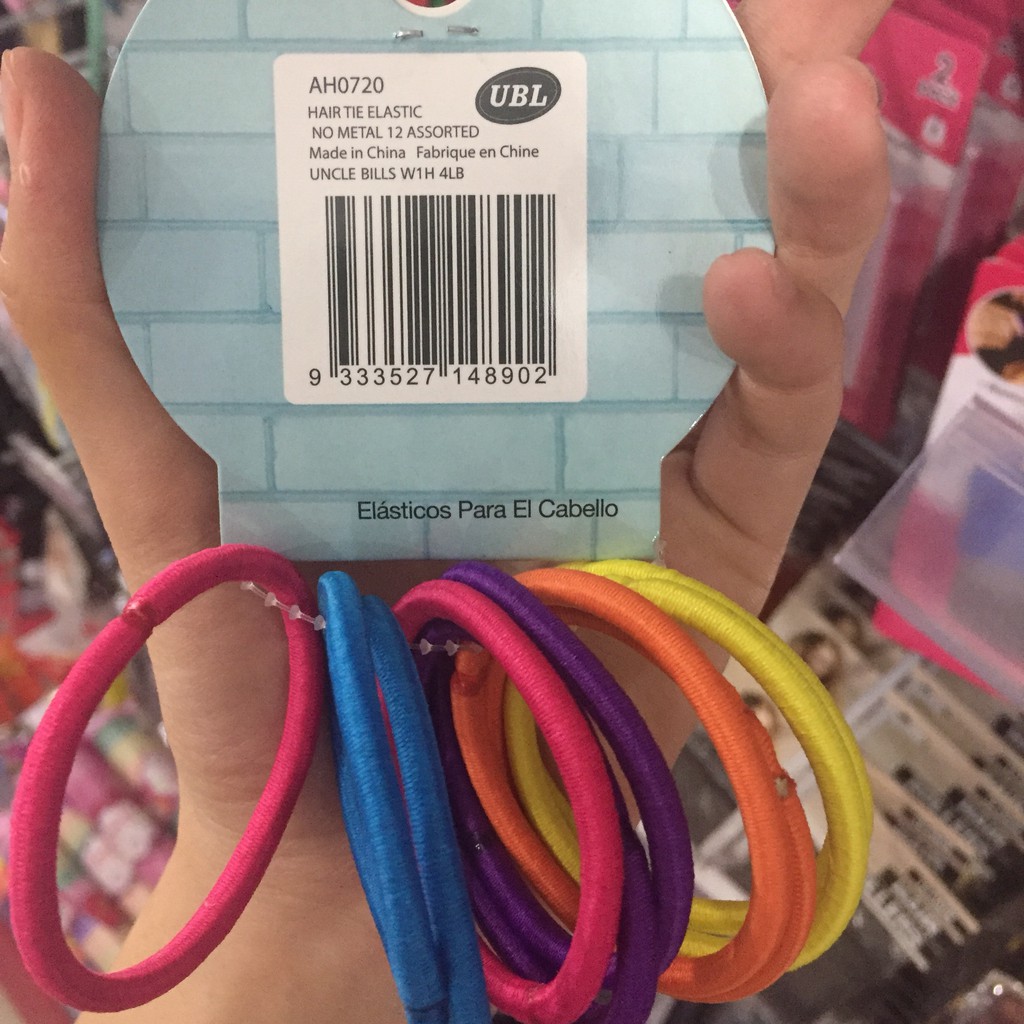 AH0720
UBL
HAIR TIE ELASTIC
NO METAL 12 ASSORTED
Made in China Fabrique en Chine
UNCLE BILLS W1H 4LB
9 333527 148902
Elásticos Para El Cabello
2